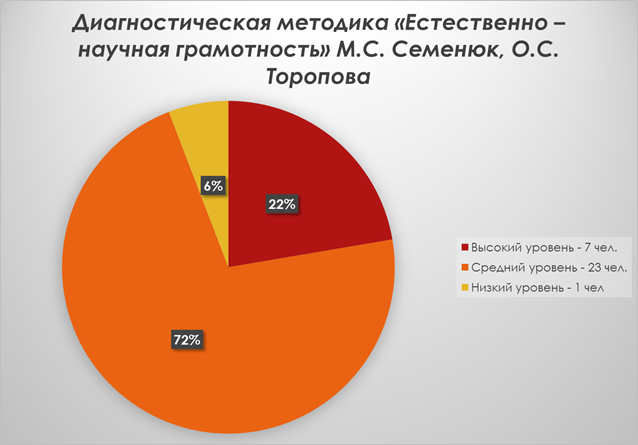 Диагностическая методика «Естественно –
научная грамотность» М.С. Семенюк, О.С.
Торопова
6%
22%
72%
Высокий уровень - 7 чел.
Средний уровень - 23 чел.
Низкий уровень - 1 чел